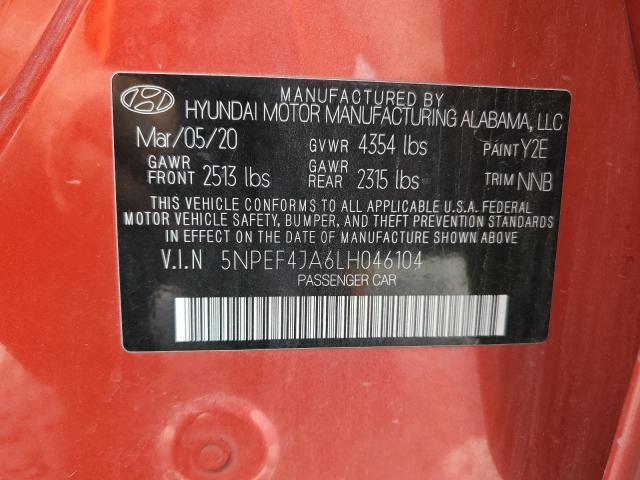 MANUFACTURED BY
HYUNDAI MOTOR MANUFACTURING ALABAMA, LLC
Mar/05/20 GVWR 4354 lbs PAINT Y2E
GAWR FRONT 2513 lbs GAWR REAR 2315 lbs TRIM NNB
THIS VEHICLE CONFORMS TO ALL APPLICABLE U.S.A. FEDERAL
MOTOR VEHICLE SAFETY, BUMPER, AND THEFT PREVENTION STANDARDS
IN EFFECT ON THE DATE OF MANUFACTURE SHOWN ABOVE
V.I.N 5NPEF4JA6LH046104
PASSENGER CAR